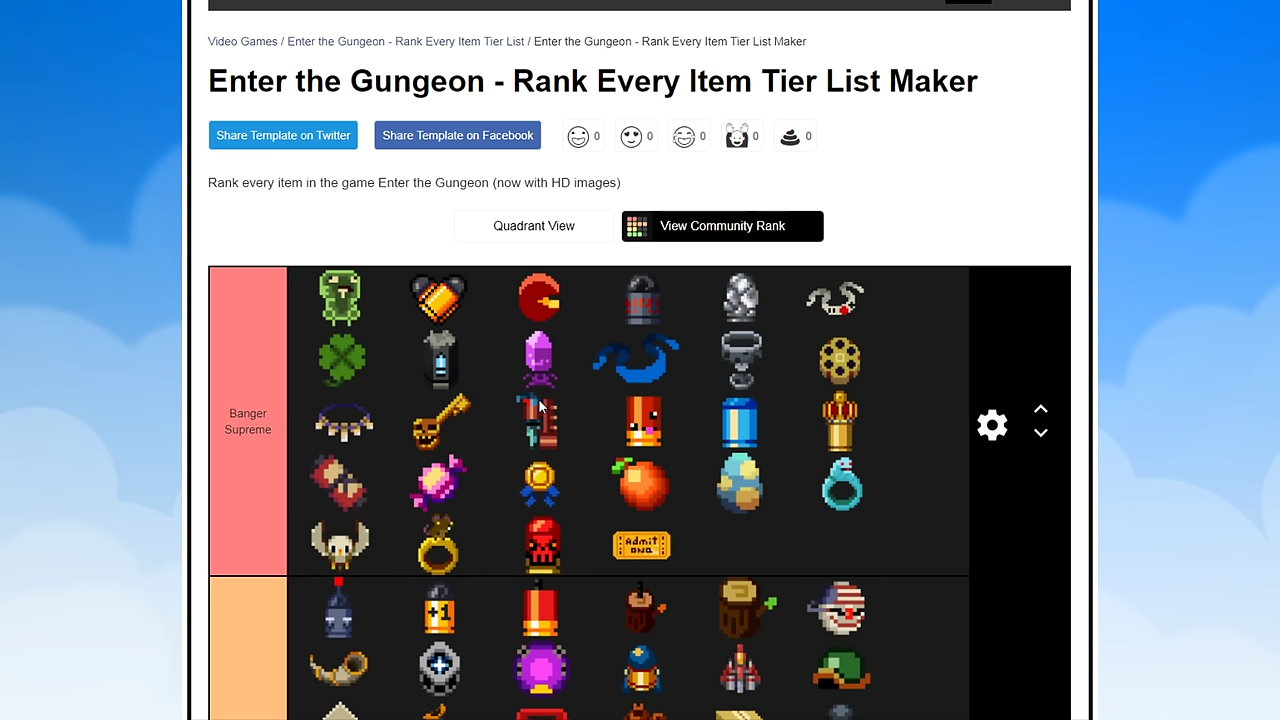 Video Games / Enter the Gungeon - Rank Every Item Tier List / Enter the Gungeon - Rank Every Item Tier List Maker
Enter the Gungeon - Rank Every Item Tier List Maker
Share Template on Twitter
Share Template on Facebook
0
0
0
0
0
Rank every item in the game Enter the Gungeon (now with HD images)
Quadrant View
View Community Rank
Banger
Supreme
Admit
One
+1